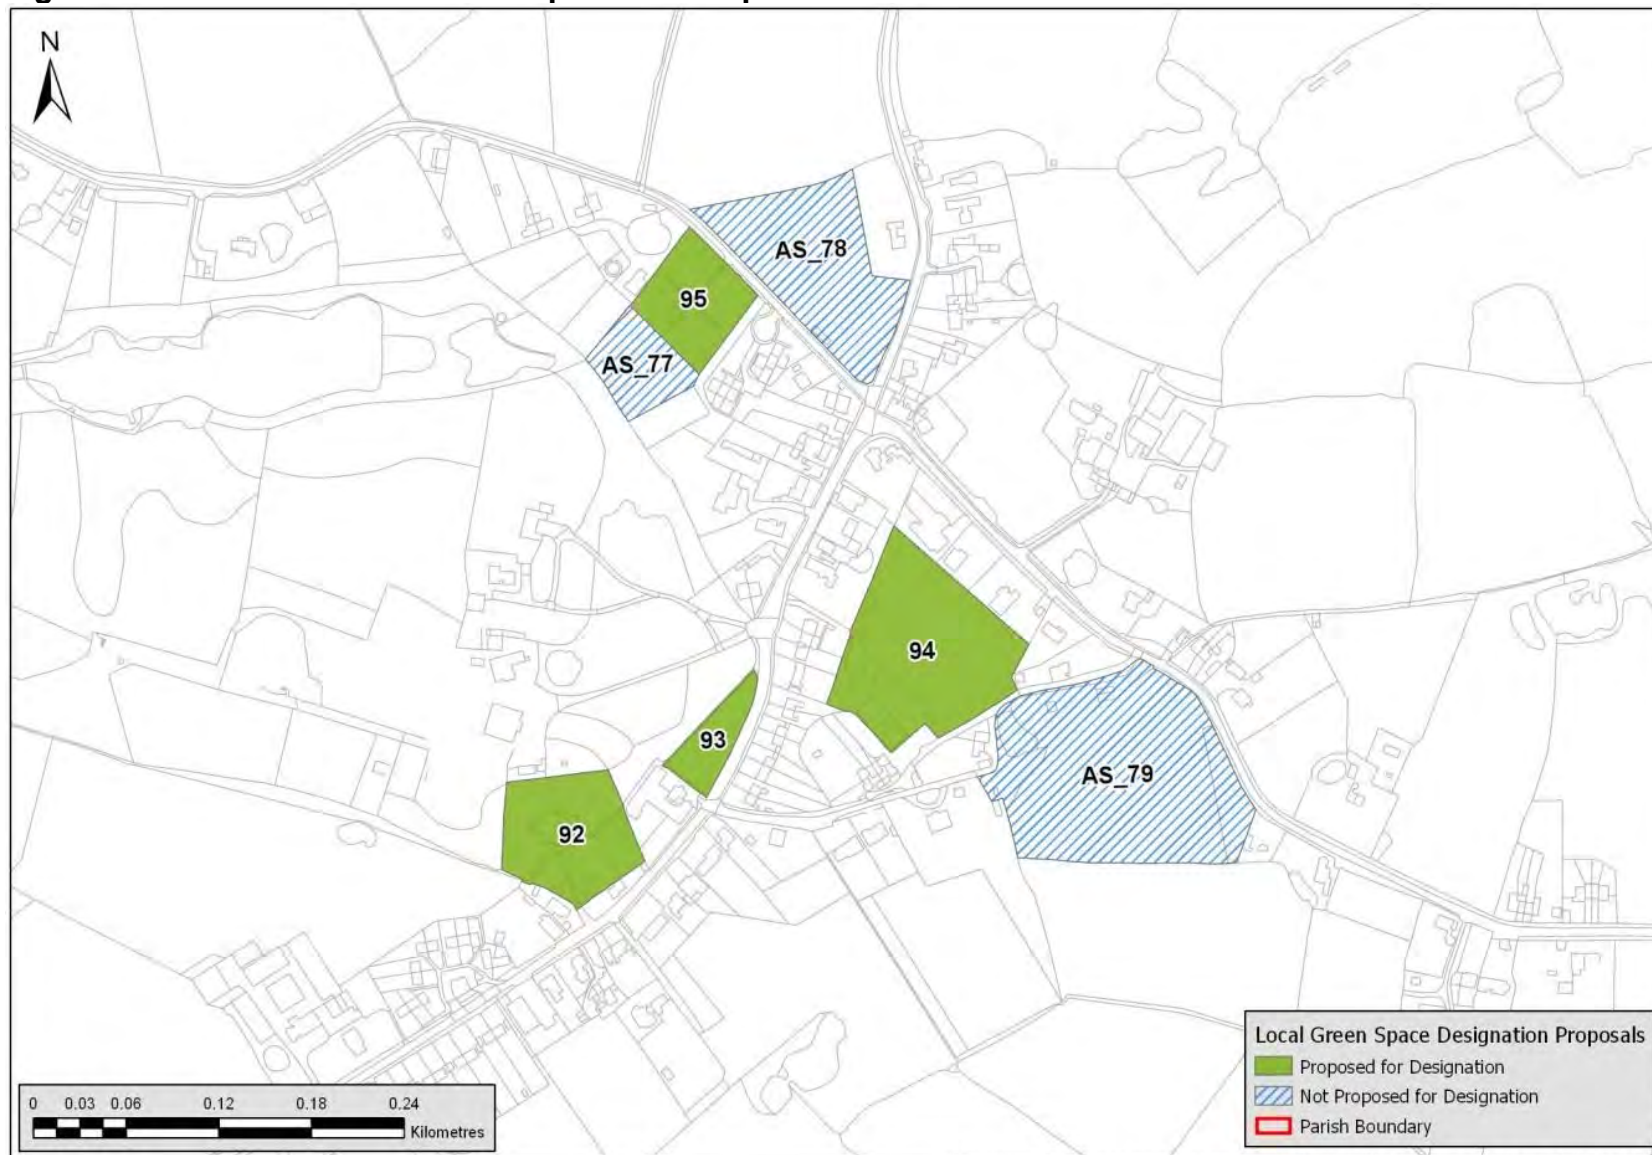 N
AS_78
95
AS_77
94
93
AS_79
92
Local Green Space Designation Proposals
Proposed for Designation
Not Proposed for Designation
Parish Boundary
0 0.03 0.06 0.12 0.18 0.24
Kilometres